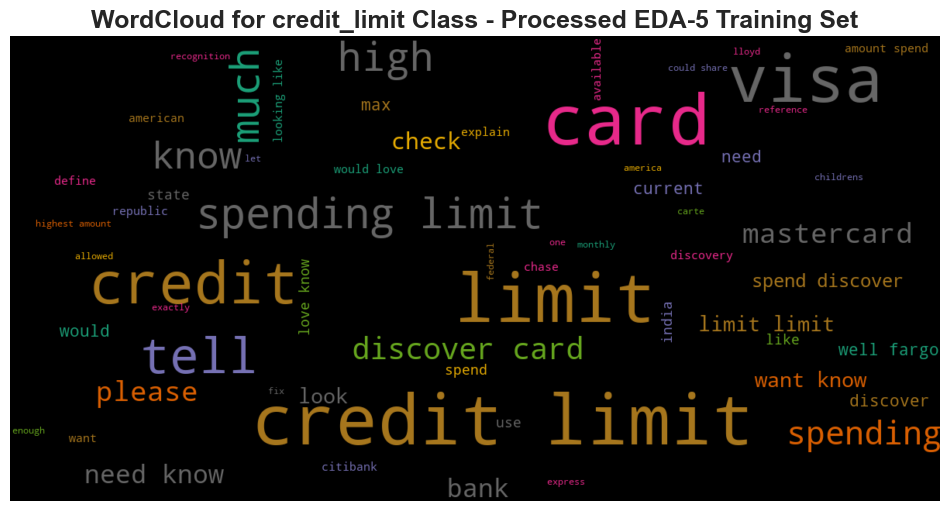 WordCloud for credit_limit Class - Processed EDA-5 Training Set
recognition
much
looking like
high
available
lloyd
amount spend
could share
visa
max
card
reference
american
check
explain
know
let
would love
need
america
current
childrens
define
state
republic
spending limit
carte
highest amount
mastercard
allowed
one
monthly
federal
discovery
chase
credit
love know
limit
spend discover
exactly
india
would
limit limit
like
tell
discover card
well fargo
spend
please
want know
fix
look
discover
credit limit
use
enough
want
spending
need know
citibank
bank
express